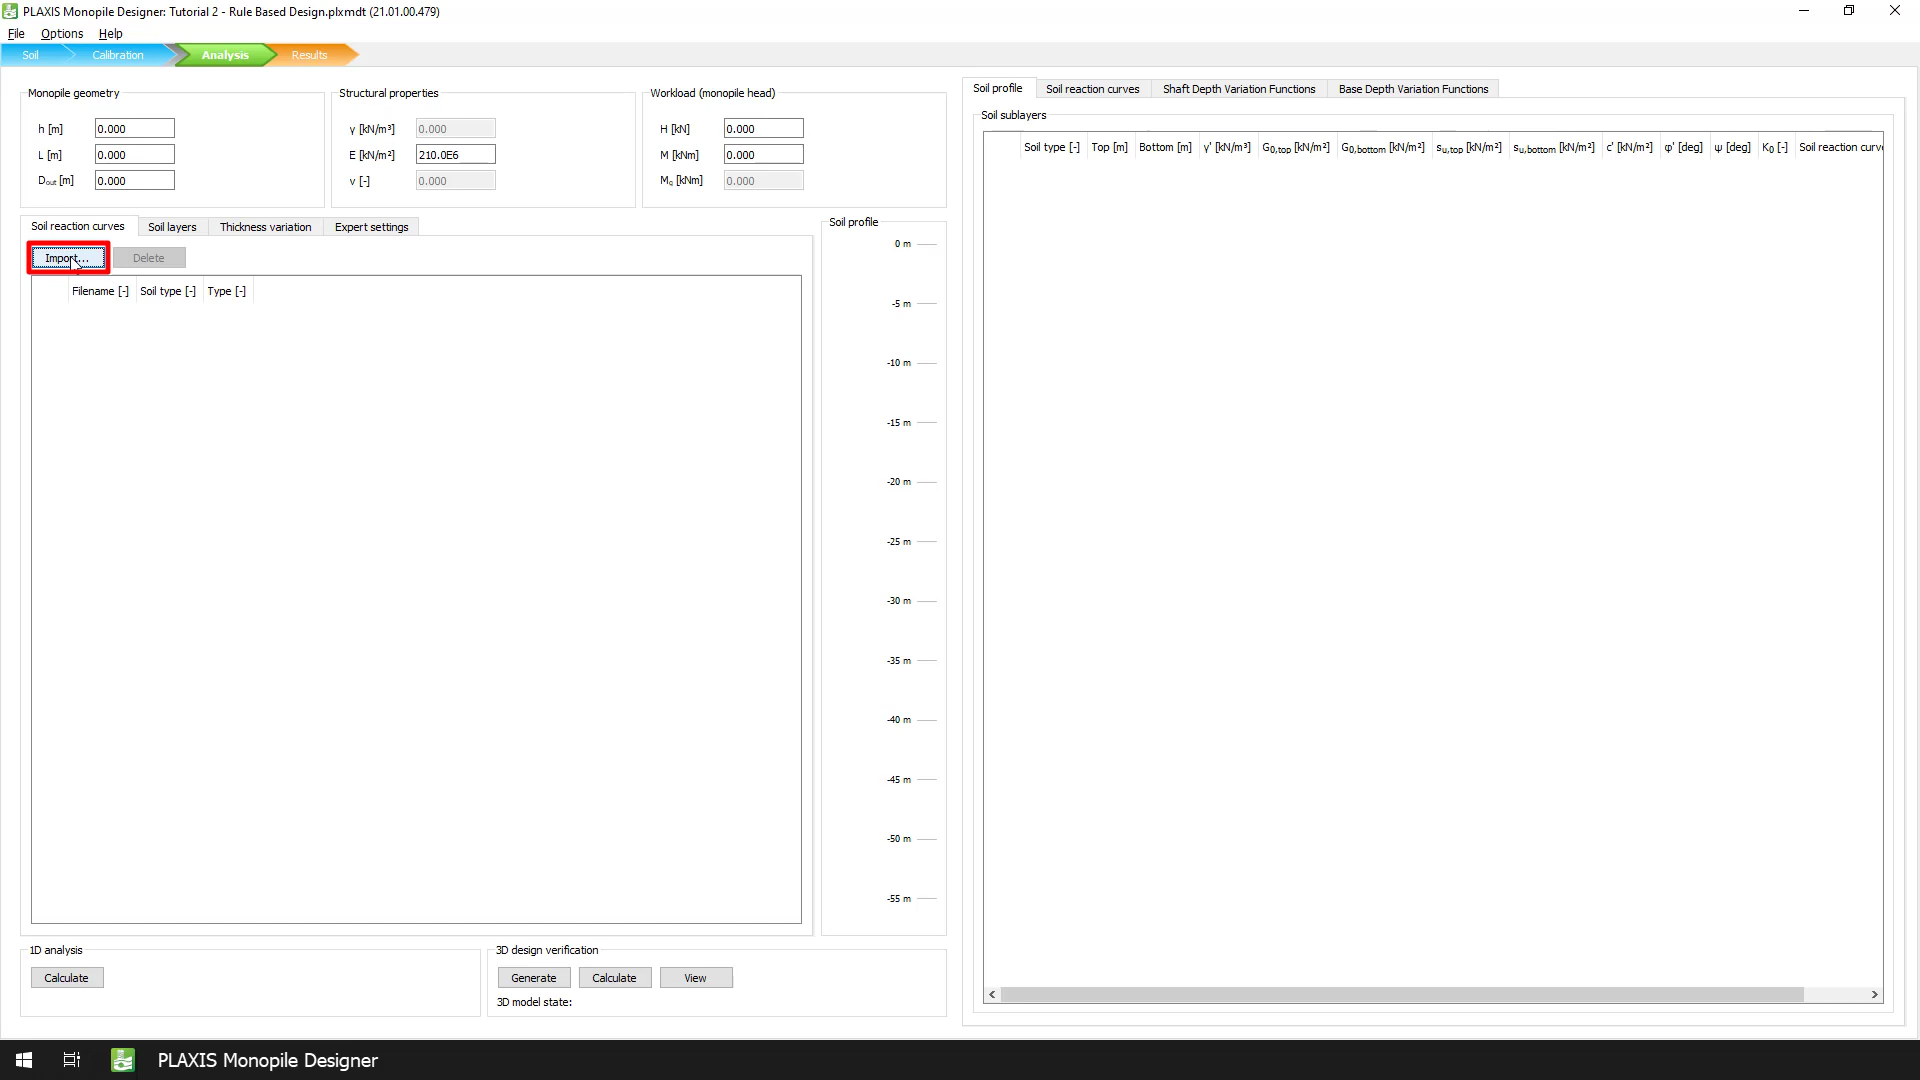 PLAXIS Monopile Designer: Tutorial 2 - Rule Based Design.plxmdt (21.01.00.479)
File Options Help
Soil Calibration Analysis Results
Monopile geometry
h [m] 0.000
L [m] 0.000
Dout [m] 0.000
Structural properties
γ [kN/m³] 0.000
E [kN/m²] 210.0E6
ν [-] 0.000
Workload (monopile head)
H [kN] 0.000
M [kNm] 0.000
Mq [kNm] 0.000
Soil reaction curves Soil layers Thickness variation Expert settings
Import... Delete
Filename [-] Soil type [-] Type [-]
Soil profile
0 m
-5 m
-10 m
-15 m
-20 m
-25 m
-30 m
-35 m
-40 m
-45 m
-50 m
-55 m
1D analysis
Calculate
3D design verification
Generate Calculate View
3D model state:
Soil profile Soil reaction curves Shaft Depth Variation Functions Base Depth Variation Functions
Soil sublayers
Soil type [-] Top [m] Bottom [m] γ' [kN/m³] G0,top [kN/m²] G0,bottom [kN/m²] su,top [kN/m²] su,bottom [kN/m²] c' [kN/m²] φ' [deg] ψ [deg] K0 [-] Soil reaction curv
PLAXIS Monopile Designer